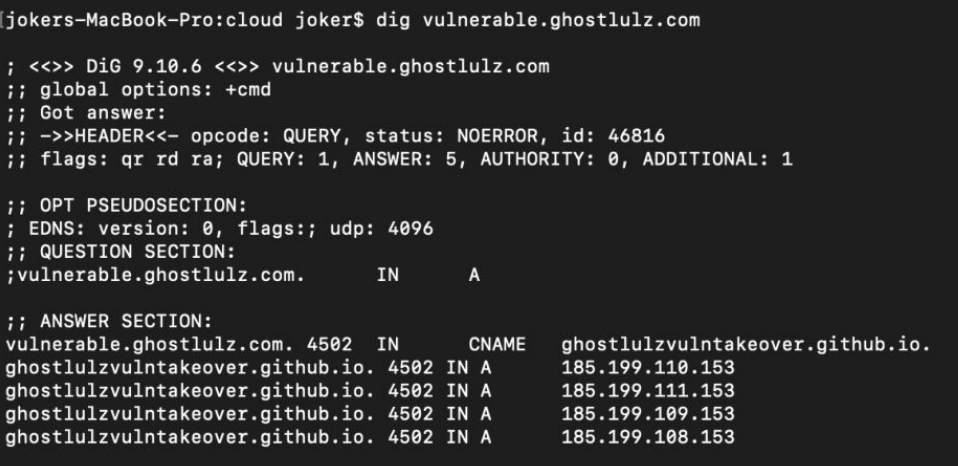 [jokers-MacBook-Pro:cloud joker$ dig vulnerable.ghostlulz.com
; <<>> DiG 9.10.6 <<>> vulnerable.ghostlulz.com
;; global options: +cmd
;; Got answer:
;; ->>HEADER<<- opcode: QUERY, status: NOERROR, id: 46816
;; flags: qr rd ra; QUERY: 1, ANSWER: 5, AUTHORITY: 0, ADDITIONAL: 1
;; OPT PSEUDOSECTION:
; EDNS: version: 0, flags:; udp: 4096
;; QUESTION SECTION:
;vulnerable.ghostlulz.com. IN A
;; ANSWER SECTION:
vulnerable.ghostlulz.com. 4502 IN CNAME ghostlulzvulntakeover.github.io.
ghostlulzvulntakeover.github.io. 4502 IN A 185.199.110.153
ghostlulzvulntakeover.github.io. 4502 IN A 185.199.111.153
ghostlulzvulntakeover.github.io. 4502 IN A 185.199.109.153
ghostlulzvulntakeover.github.io. 4502 IN A 185.199.108.153